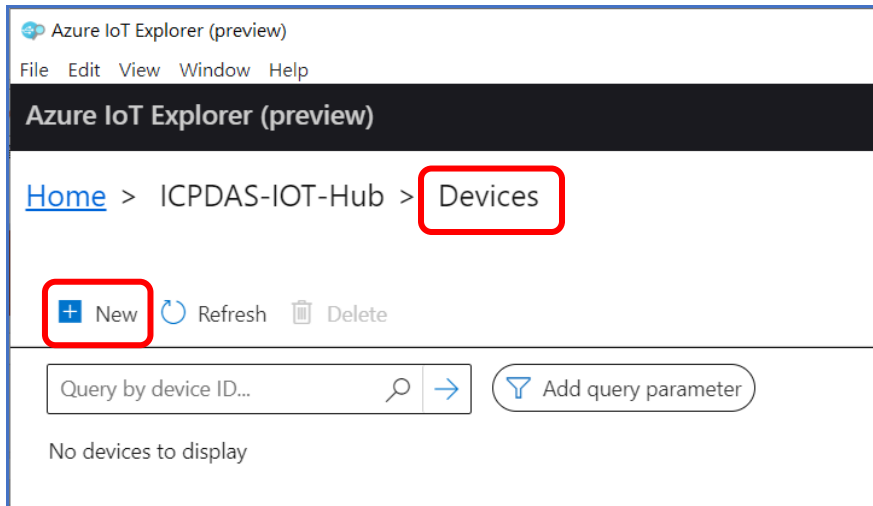 Azure IoT Explorer (preview)
File Edit View Window Help
Azure IoT Explorer (preview)
Home > ICPDAS-IOT-Hub > Devices
New Refresh Delete
Query by device ID... Add query parameter
No devices to display